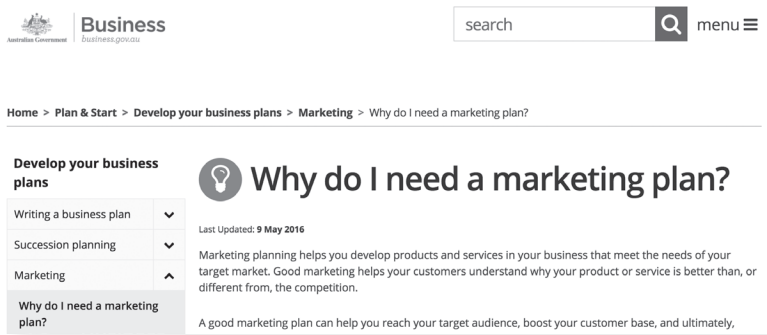 Australian Government
Business
business.gov.au
search
menu
Home > Plan & Start > Develop your business plans > Marketing > Why do I need a marketing plan?
Develop your business
plans
Writing a business plan
Succession planning
Marketing
Why do I need a marketing
plan?
Why do I need a marketing plan?
Last Updated: 9 May 2016
Marketing planning helps you develop products and services in your business that meet the needs of your
target market. Good marketing helps your customers understand why your product or service is better than, or
different from, the competition.
A good marketing plan can help you reach your target audience, boost your customer base, and ultimately,